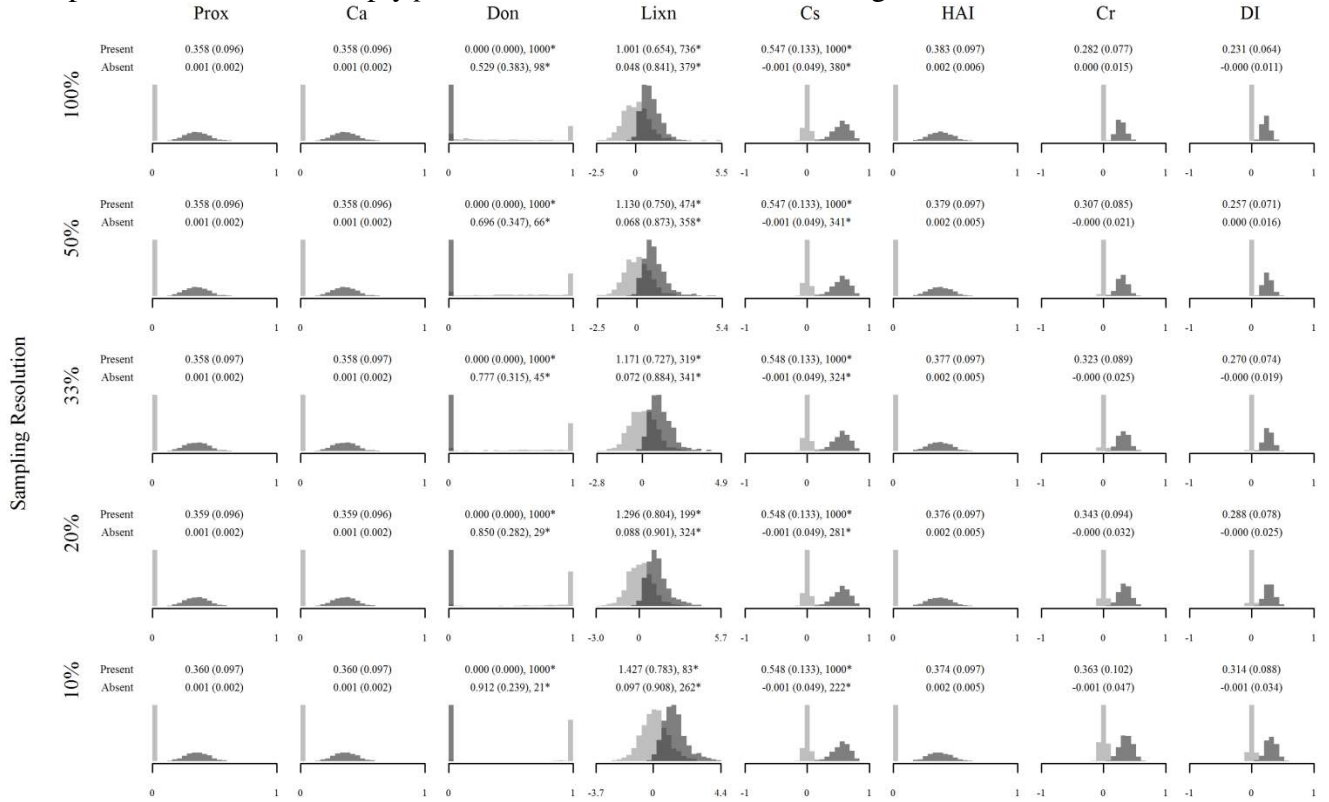 Prox Ca Don Lixn Cs HAI Cr DI
Sampling Resolution
100%
Present 0.358 (0.096) 0.358 (0.096) 0.000 (0.000), 1000* 1.001 (0.654), 736* 0.547 (0.133), 1000* 0.383 (0.097) 0.282 (0.077) 0.231 (0.064)
Absent 0.001 (0.002) 0.001 (0.002) 0.529 (0.383), 98* 0.048 (0.841), 379* -0.001 (0.049), 380* 0.002 (0.006) 0.000 (0.015) -0.000 (0.011)
0 1 0 1 0 1 -2.5 0 5.5 -1 0 1 0 1 -1 0 1 -1 0 1
50%
Present 0.358 (0.096) 0.358 (0.096) 0.000 (0.000), 1000* 1.130 (0.750), 474* 0.547 (0.133), 1000* 0.379 (0.097) 0.307 (0.085) 0.257 (0.071)
Absent 0.001 (0.002) 0.001 (0.002) 0.696 (0.347), 66* 0.068 (0.873), 358* -0.001 (0.049), 341* 0.002 (0.005) -0.000 (0.021) 0.000 (0.016)
0 1 0 1 0 1 -2.5 0 5.4 -1 0 1 0 1 -1 0 1 -1 0 1
33%
Present 0.358 (0.097) 0.358 (0.097) 0.000 (0.000), 1000* 1.171 (0.727), 319* 0.548 (0.133), 1000* 0.377 (0.097) 0.323 (0.089) 0.270 (0.074)
Absent 0.001 (0.002) 0.001 (0.002) 0.777 (0.315), 45* 0.072 (0.884), 341* -0.001 (0.049), 324* 0.002 (0.005) -0.000 (0.025) -0.000 (0.019)
0 1 0 1 0 1 -2.8 0 4.9 -1 0 1 0 1 -1 0 1 -1 0 1
20%
Present 0.359 (0.096) 0.359 (0.096) 0.000 (0.000), 1000* 1.296 (0.804), 199* 0.548 (0.133), 1000* 0.376 (0.097) 0.343 (0.094) 0.288 (0.078)
Absent 0.001 (0.002) 0.001 (0.002) 0.850 (0.282), 29* 0.088 (0.901), 324* -0.001 (0.049), 281* 0.002 (0.005) -0.000 (0.032) -0.000 (0.025)
0 1 0 1 0 1 -3.0 0 5.7 -1 0 1 0 1 -1 0 1 -1 0 1
10%
Present 0.360 (0.097) 0.360 (0.097) 0.000 (0.000), 1000* 1.427 (0.783), 83* 0.548 (0.133), 1000* 0.374 (0.097) 0.363 (0.102) 0.314 (0.088)
Absent 0.001 (0.002) 0.001 (0.002) 0.912 (0.239), 21* 0.097 (0.908), 262* -0.001 (0.049), 222* 0.002 (0.005) -0.001 (0.047) -0.001 (0.034)
0 1 0 1 0 1 -3.7 0 4.4 -1 0 1 0 1 -1 0 1 -1 0 1